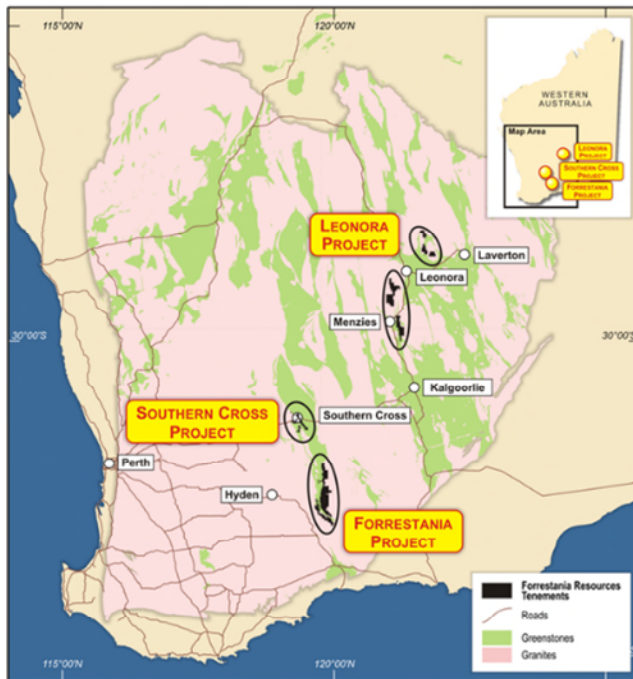 115°00'E
120°00'N
WESTERN
AUSTRALIA
Map Area
LEONORA
PROJECT
SOUTHERN CROSS
PROJECT
FORRESTANIA
PROJECT
LEONORA
PROJECT
Laverton
Leonora
Menzies
30°00'S
30°00'S
Kalgoorlie
SOUTHERN CROSS
PROJECT
Southern Cross
Perth
Hyden
FORRESTANIA
PROJECT
Forrestania Resources
Tenements
Roads
Greenstones
Granites
115°00'N
120°00'N